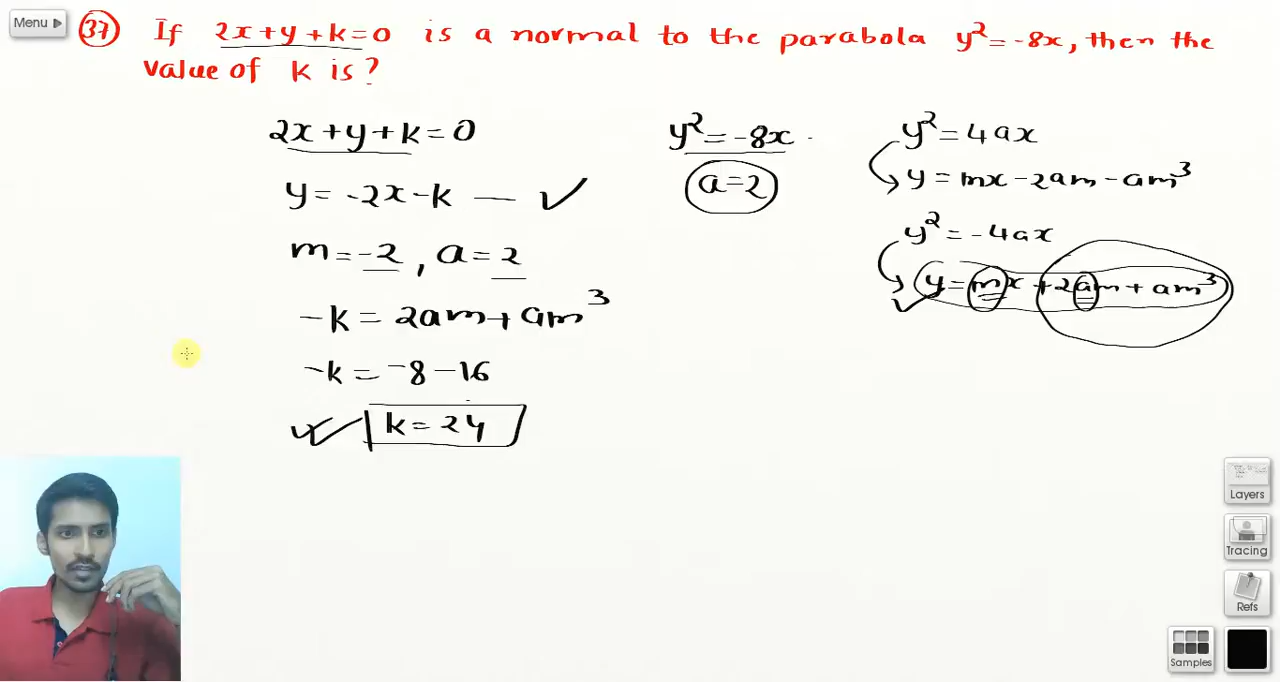 Menu
37 If 2x+y+k=0 is a normal to the parabola y²=-8x, then the
value of k is?
2x+y+k=0
y=-2x-k
m=-2, a=2
-k=2am+am³
-k=-8-16
k=24
y²=-8x
a=2
y²=4ax
y=mx-2am-am³
y²=-4ax
y=mx+2am+am³
Layers
Tracing
Refs
Samples